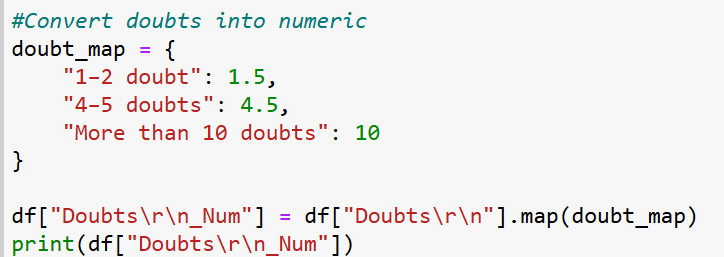 #Convert doubts into numeric
doubt_map = {
    "1–2 doubt": 1.5,
    "4–5 doubts": 4.5,
    "More than 10 doubts": 10
}

df["Doubts\r\n_Num"] = df["Doubts\r\n"].map(doubt_map)
print(df["Doubts\r\n_Num"])